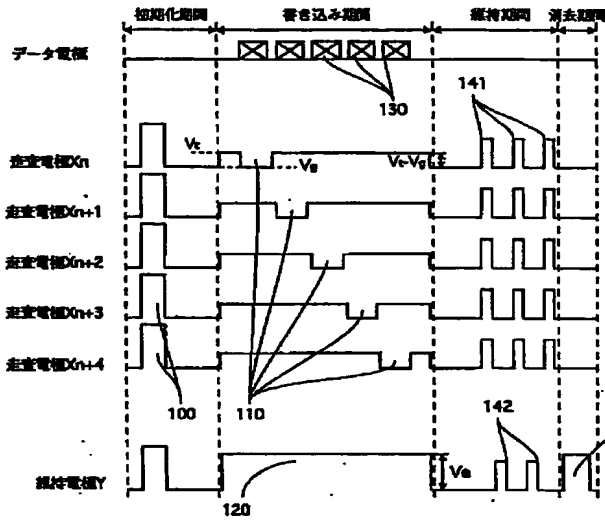 初期化期間 書き込み期間 維持期間 消去期間
データ電極
130
141
走査電極Xn
Vt
Vg
Vt-Vg
走査電極Xn+1
走査電極Xn+2
走査電極Xn+3
走査電極Xn+4
100
110
142
維持電極Y
120